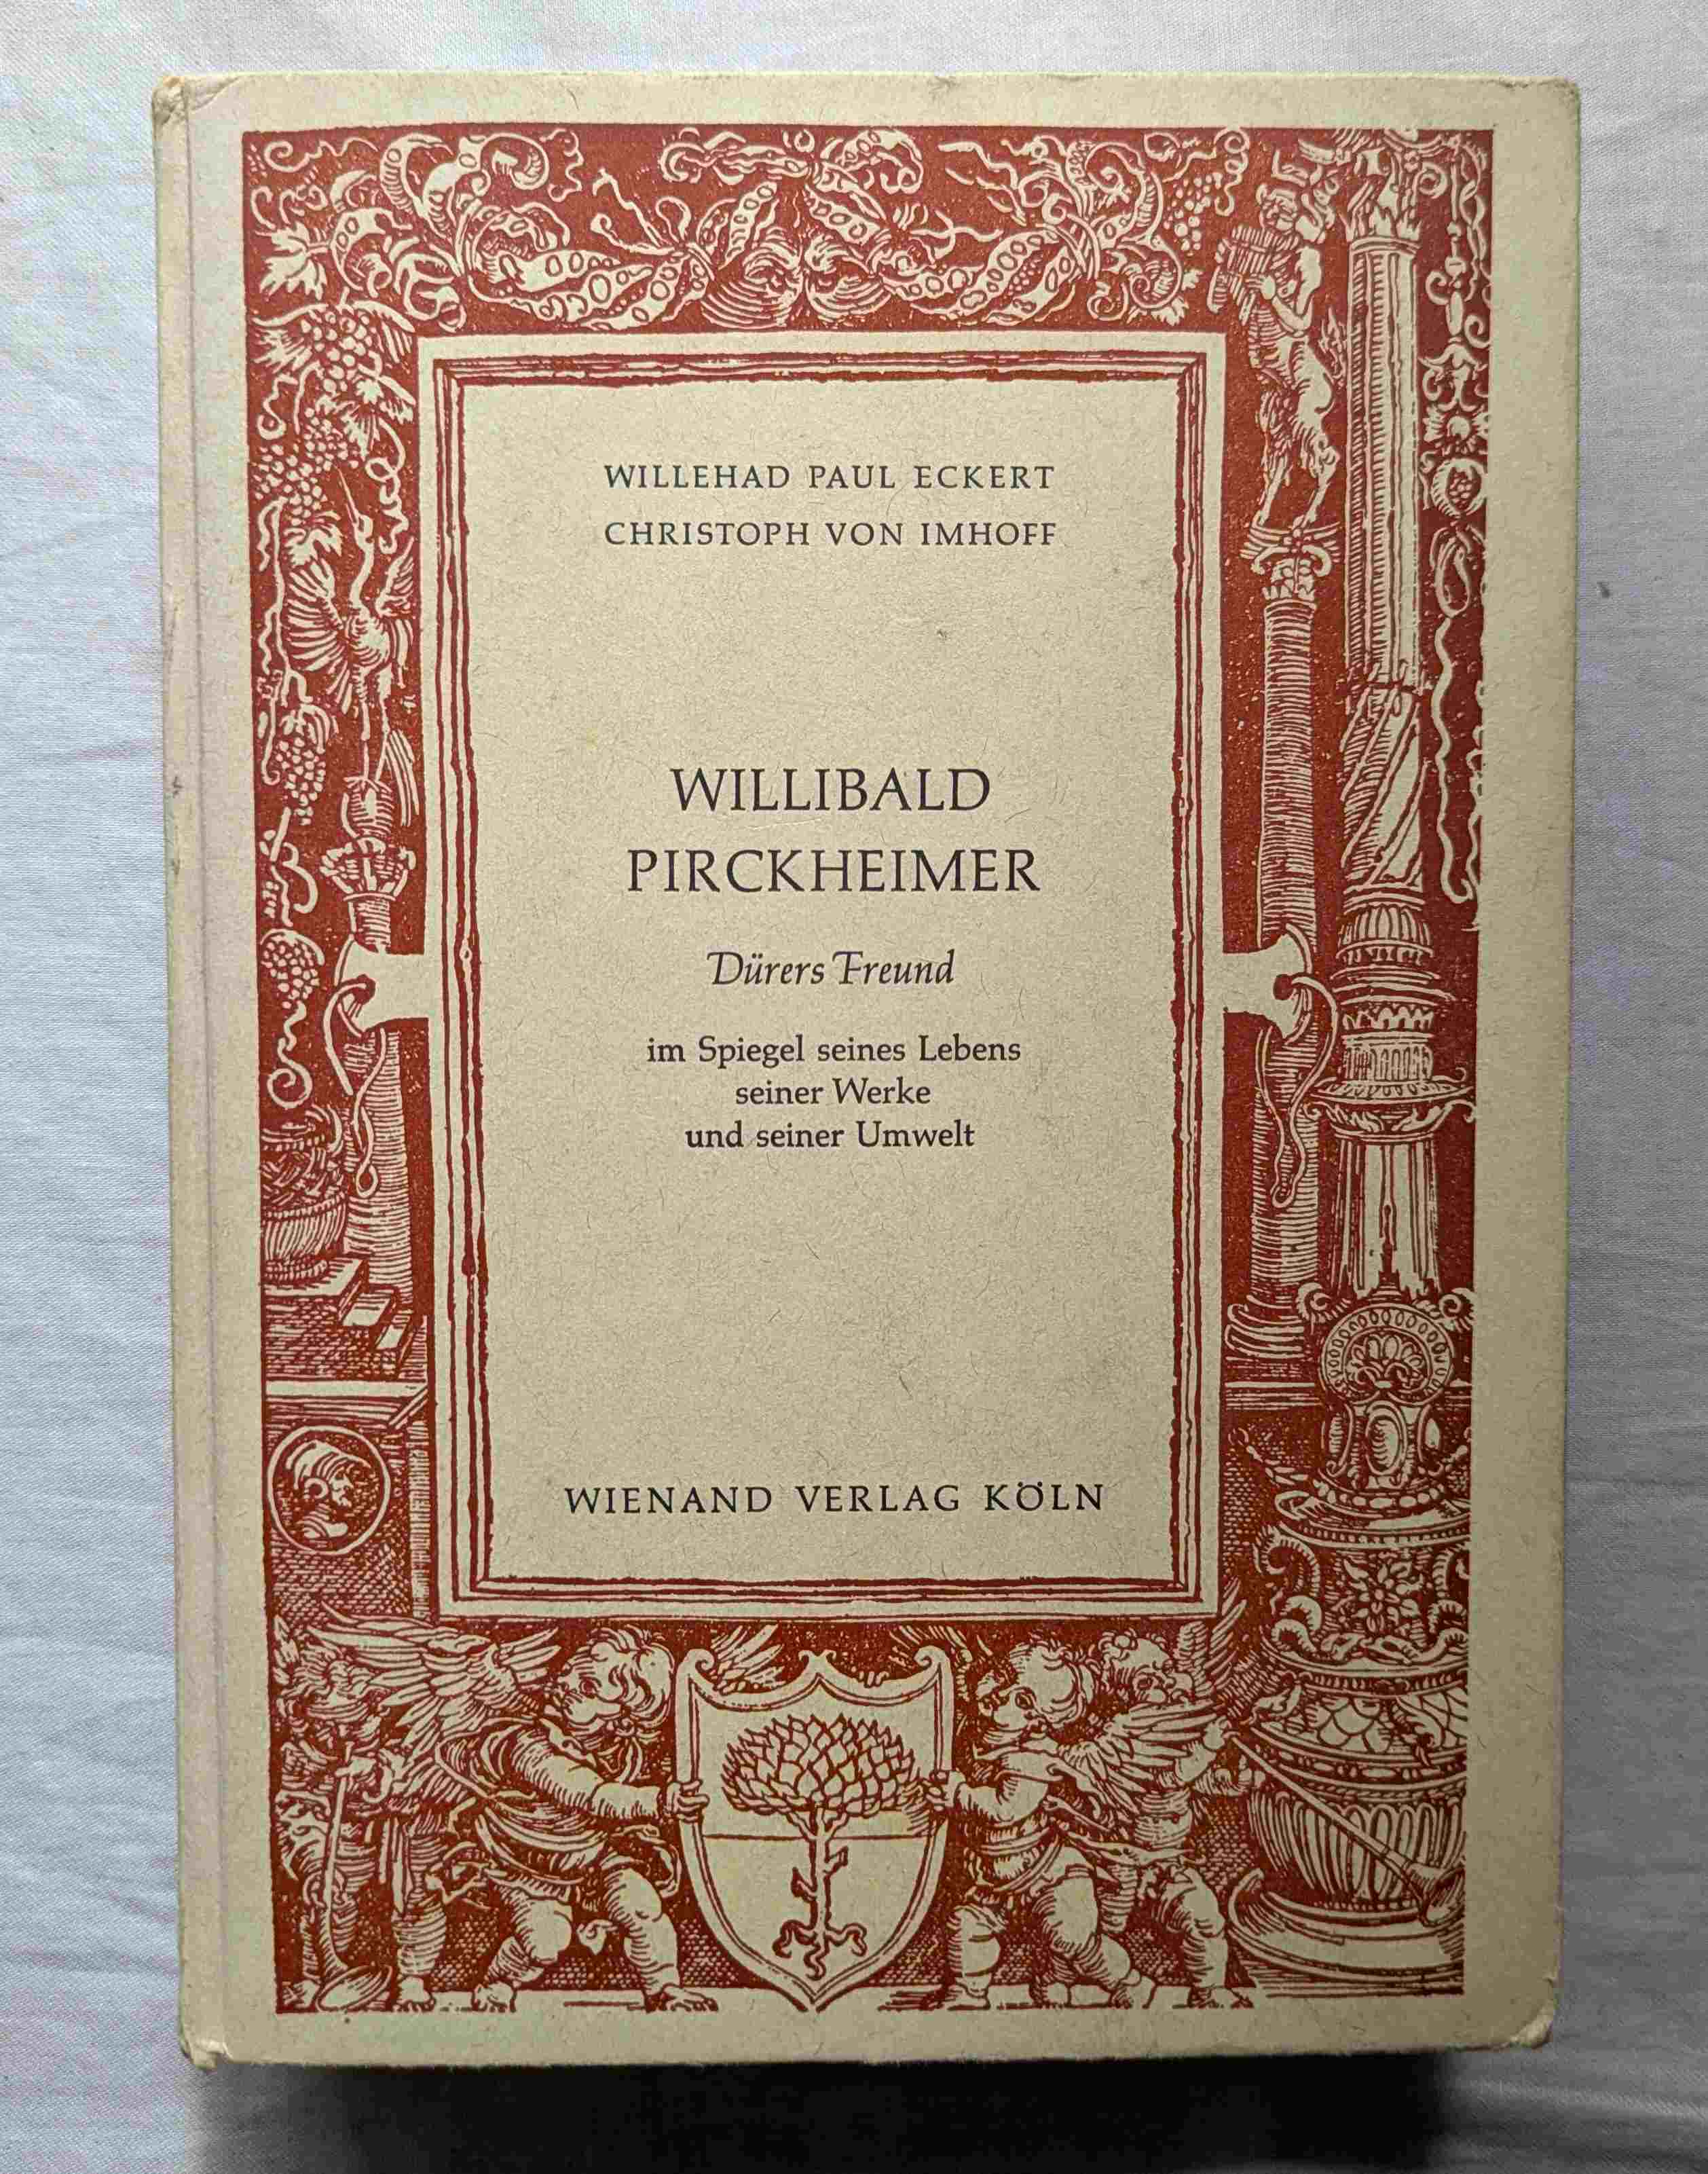 WILLEHAD PAUL ECKERT
CHRISTOPH VON IMHOFF
WILLIBALD
PIRCKHEIMER
Dürers Freund
im Spiegel seines Lebens
seiner Werke
und seiner Umwelt
WIENAND VERLAG KÖLN